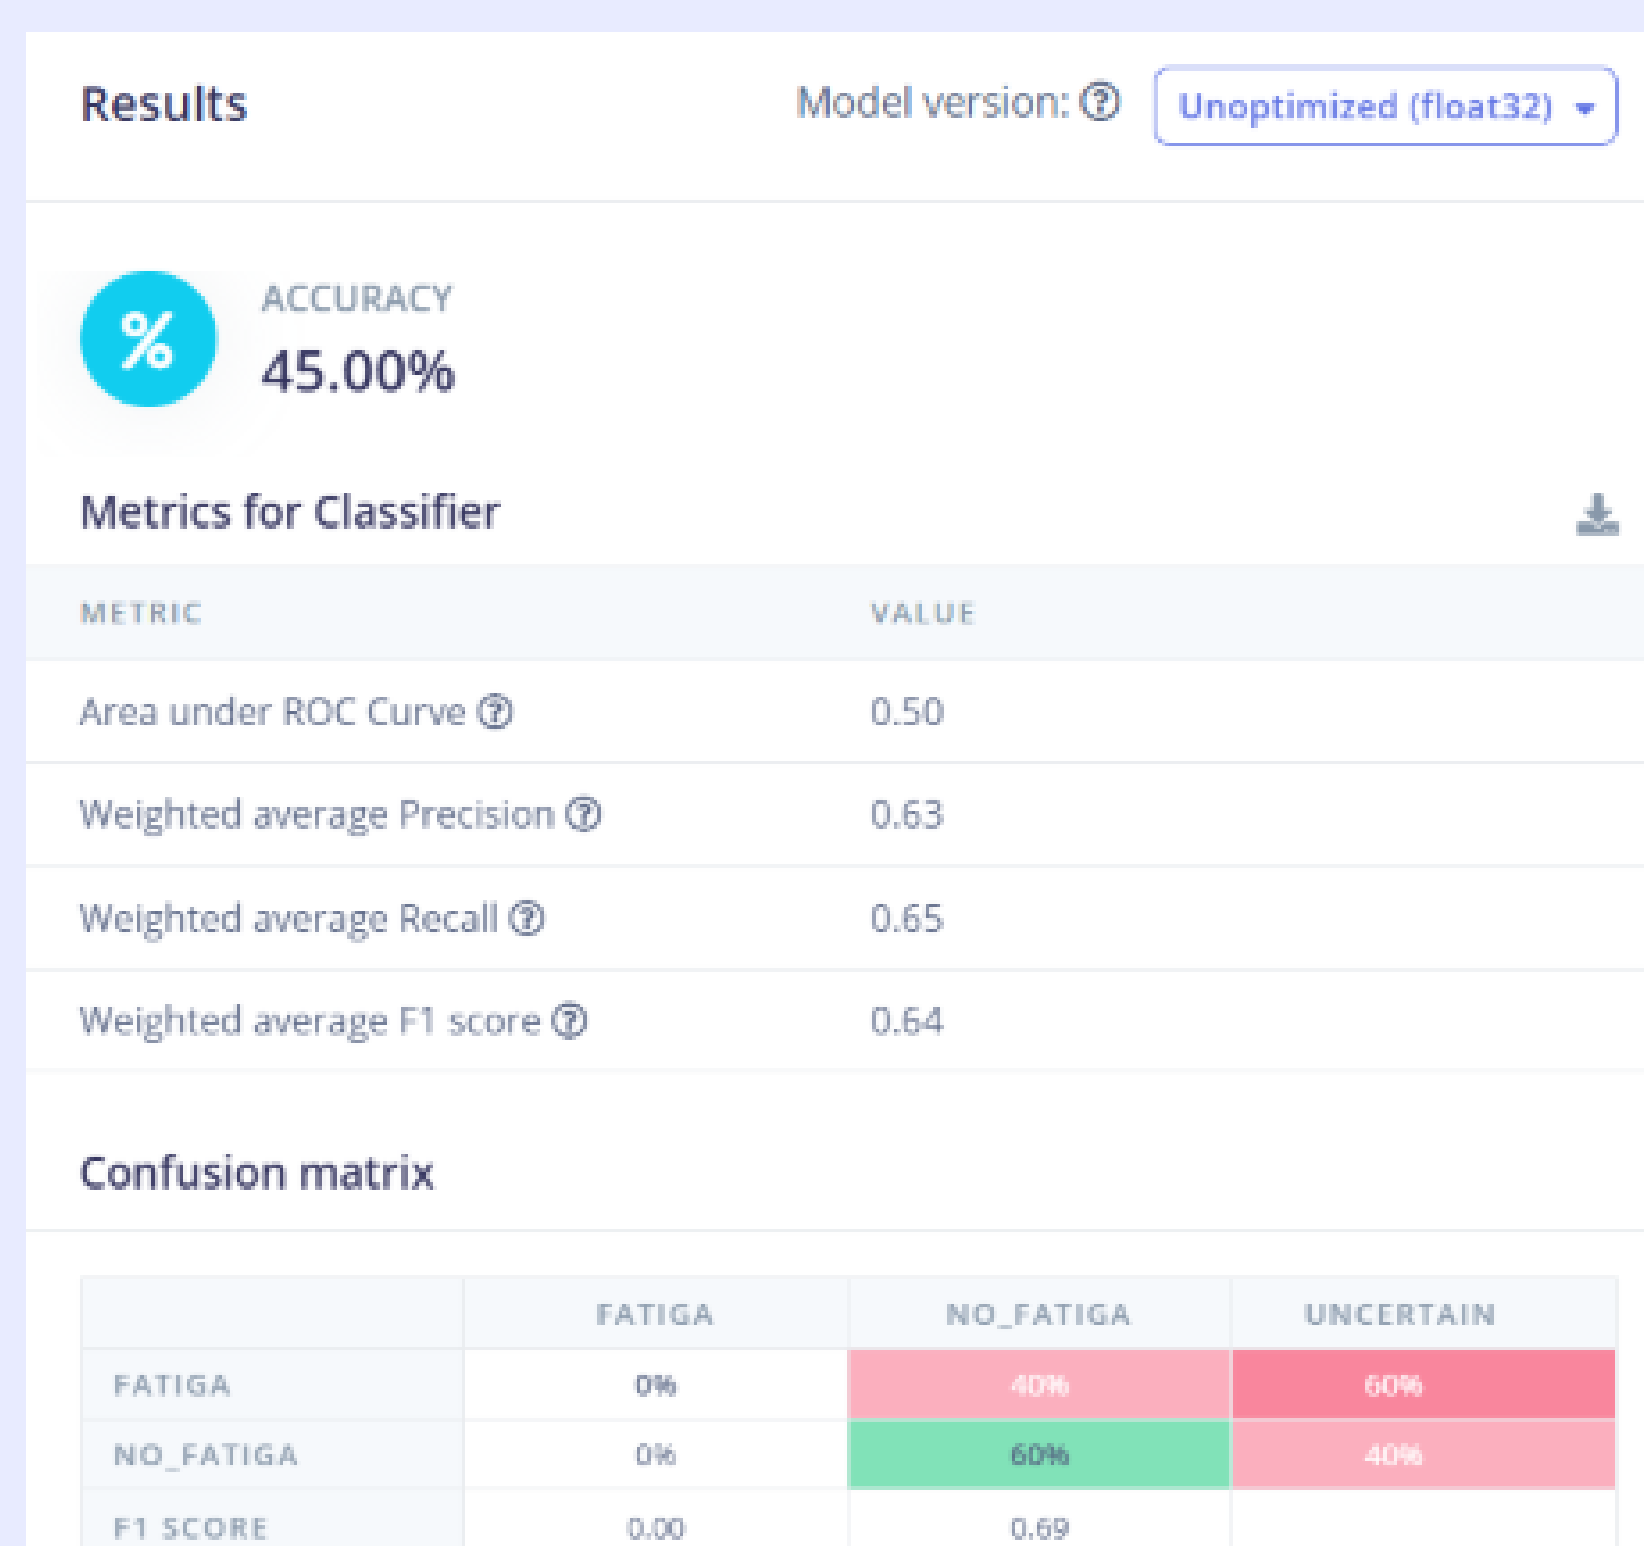 Results
Model version: Unoptimized (float32)
%
ACCURACY
45.00%
Metrics for Classifier
METRIC VALUE
Area under ROC Curve 0.50
Weighted average Precision 0.63
Weighted average Recall 0.65
Weighted average F1 score 0.64
Confusion matrix
FATIGA NO_FATIGA UNCERTAIN
FATIGA 0% 40% 60%
NO_FATIGA 0% 60% 40%
F1 SCORE 0.00 0.69